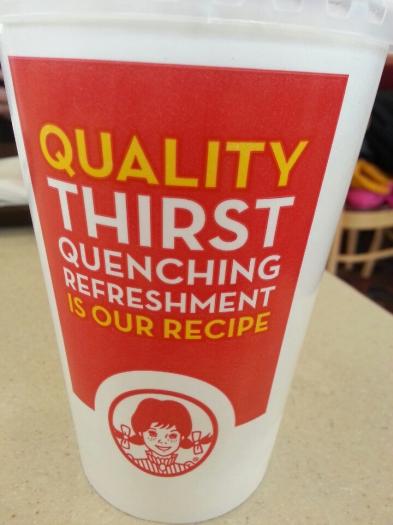 QUALITY
THIRST
QUENCHING
REFRESHMENT
IS OUR RECIPE